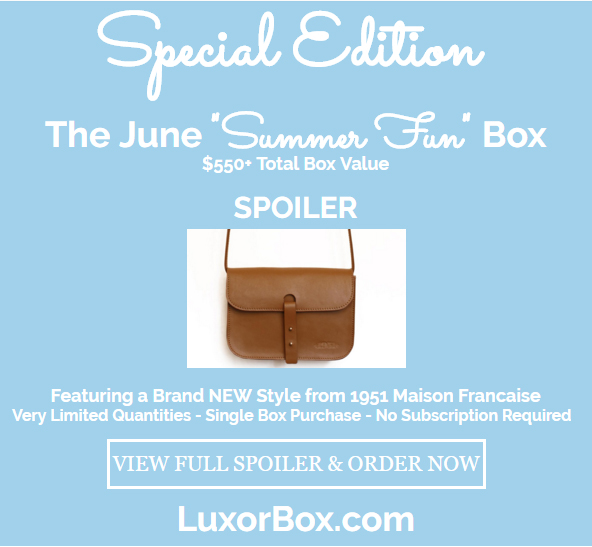 Special Edition
The June "Summer Fun" Box
$550+ Total Box Value
SPOILER
Featuring a Brand NEW Style from 1951 Maison Francaise
Very Limited Quantities - Single Box Purchase - No Subscription Required
VIEW FULL SPOILER & ORDER NOW
LuxorBox.com